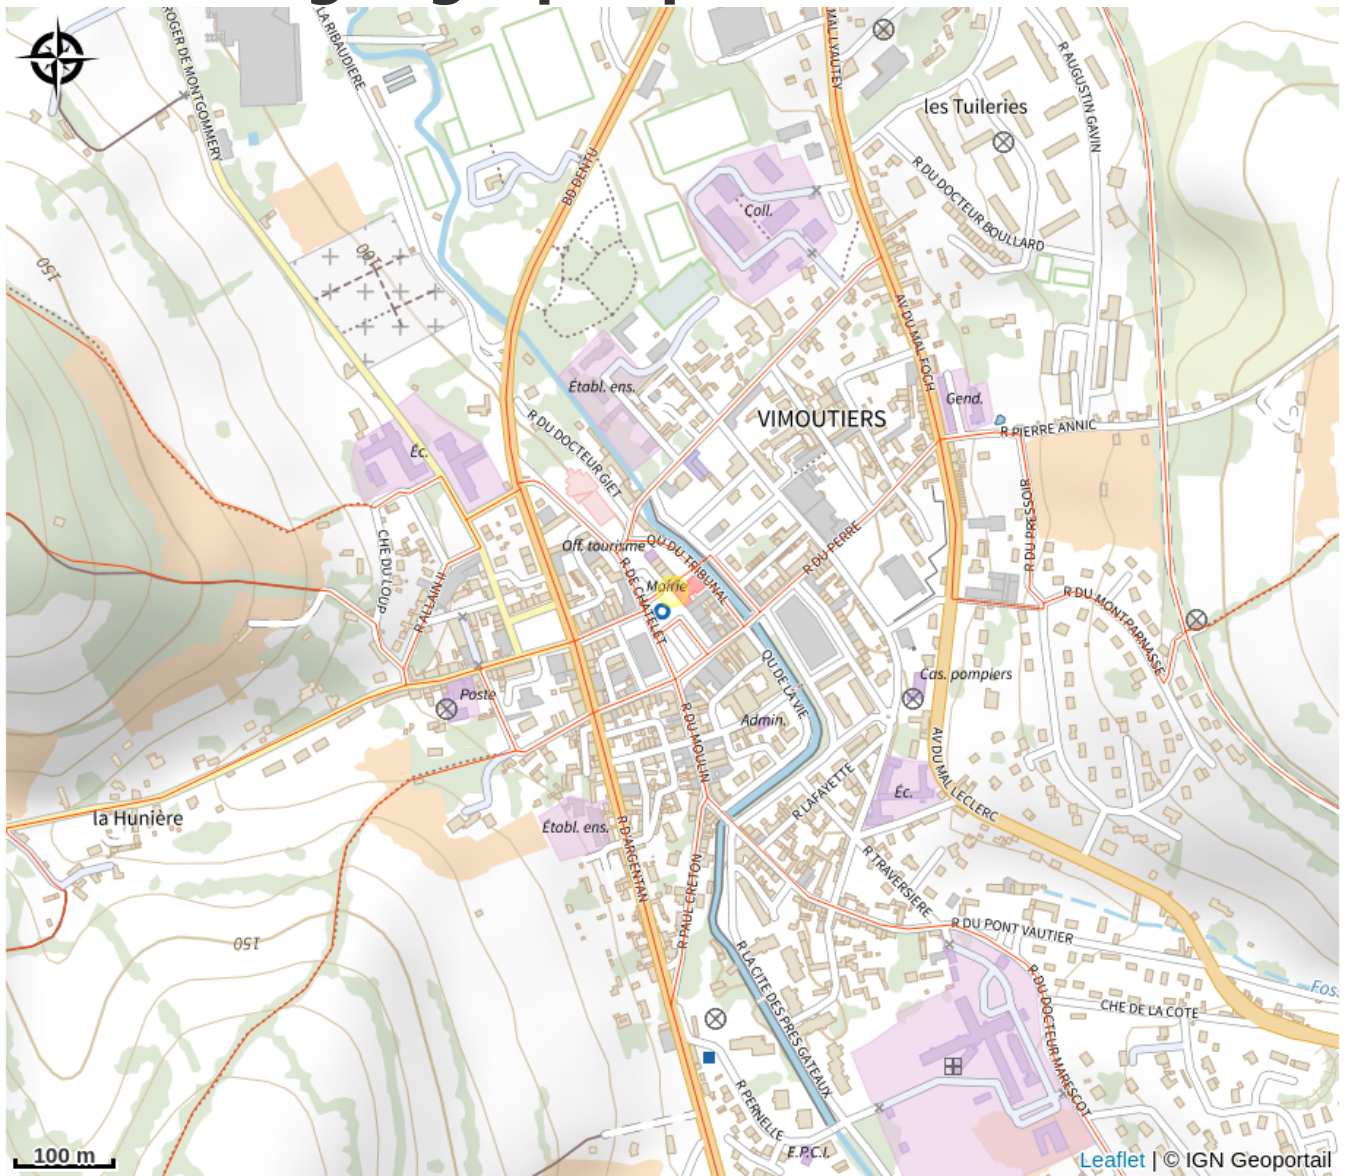 ROGER DE MONTGOMMERY
LA RIBAUDIERE
MAL LYAUTEY
R AUGUSTIN GAVIN
les Tuileries
BD DENTU
R DU DOCTEUR BOULLARD
Coll.
150
100
AV DU MAL FOCH
Établ. ens.
VIMOUTIERS
Gend.
R PIERRE ANNIC
R DU DOCTEUR GIET
Éc.
R DU PRESSOIR
CHE DU LOUP
R ALLAIN II
Off. tourisme
QU DU TRIBUNAL
R DU PERRE
Mairie
R DE CHATELET
R DU MONTPARNASSE
QU DE LA VIE
Cas. pompiers
Poste
Admin.
R DU MOULIN
AV DU MAL LECLERC
R LAFAYETTE
Éc.
la Hunière
Établ. ens.
R D'ARGENTAN
R TRAVERSIERE
R PAUL CRETON
R DU PONT VAUTIER
150
R LA CITE DES PRES GATEAUX
R DU DOCTEUR MARESCOT
CHE DE LA COTE
Foss
R PERNELLE
E.P.C.I.
100 m
Leaflet | © IGN Geoportail